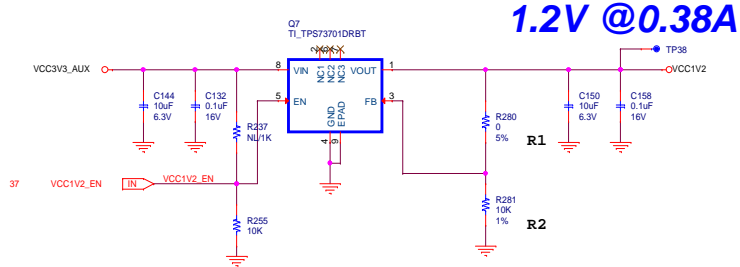 1.2V @0.38A
Q7
TI_TPS73701DRBT
TP38
VCC3V3_AUX
8
VIN
NC1
NC2
NC3
VOUT
1
VCC1V2
C144
10uF
6.3V
C132
0.1uF
16V
5
EN
FB
3
GND
EPAD
4
9
R237
NL/1K
R280
0
5%
R1
C150
10uF
6.3V
C158
0.1uF
16V
37
VCC1V2_EN
IN
VCC1V2_EN
R255
10K
R281
10K
1%
R2